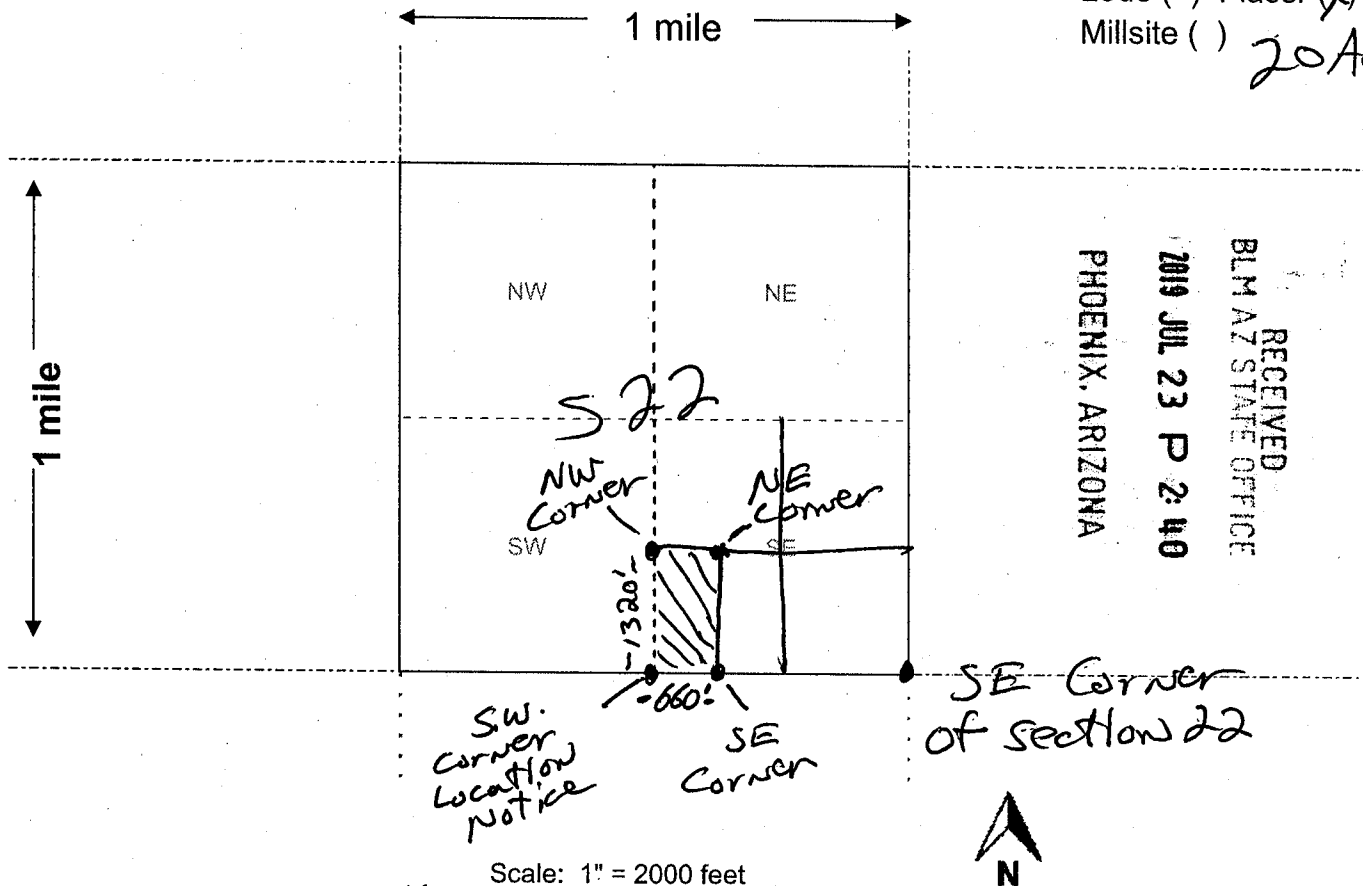 1 mile
Millsite ( )
1 mile
NW
NE
S 22
NW
Corner
NE
Corner
SW
SE
-1320'-
-660'-
S.W.
Corner
Location
Notice
SE
Corner
SE Corner
of section 22
Scale: 1" = 2000 feet
N
RECEIVED
BLM AZ STATE OFFICE
2019 JUL 23 P 2:40
PHOENIX, ARIZONA